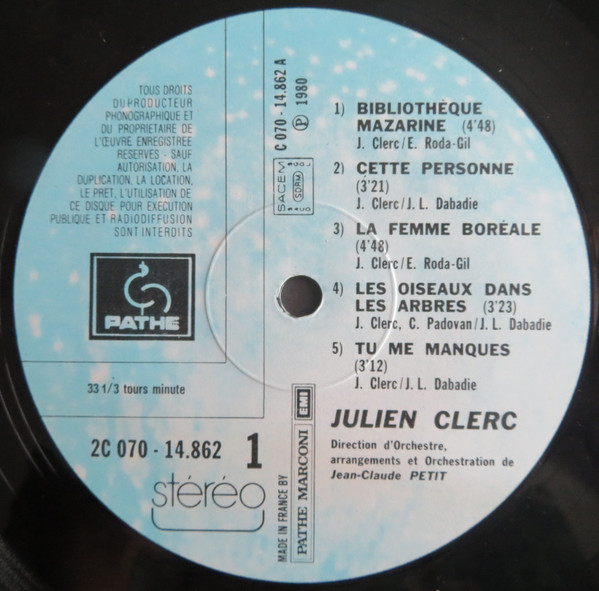 TOUS DROITS
DU PRODUCTEUR
PHONOGRAPHIQUE ET
DU PROPRIETAIRE DE
L'ŒUVRE ENREGISTREE
RESERVES - SAUF
AUTORISATION, LA
DUPLICATION, LA LOCATION,
LE PRET, L'UTILISATION DE
CE DISQUE POUR EXECUTION
PUBLIQUE ET RADIODIFFUSION
SONT INTERDITS
PATHE
33 1/3 tours minute
2C 070 - 14.862 1
stéréo
C 070 - 14.862 A
Ⓟ 1980
SACEM
SDRM
1) BIBLIOTHÈQUE
MAZARINE (4'48)
J. Clerc/E. Roda-Gil
2) CETTE PERSONNE
(3'21)
J. Clerc/J.L. Dabadie
3) LA FEMME BORÉALE
(4'48)
J. Clerc/E. Roda-Gil
4) LES OISEAUX DANS
LES ARBRES (3'23)
J. Clerc, C. Padovan/J.L. Dabadie
5) TU ME MANQUES
(3'12)
J. Clerc/J.L. Dabadie
JULIEN CLERC
Direction d'Orchestre,
arrangements et Orchestration de
Jean-Claude PETIT
MADE IN FRANCE BY
PATHE MARCONI EMI